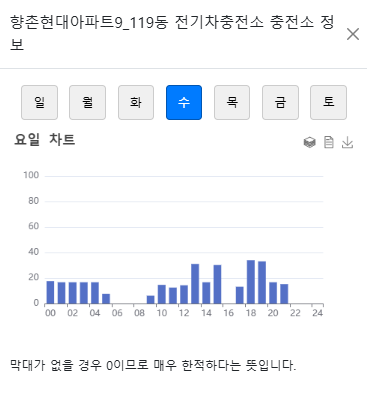 향촌현대아파트9_119동 전기차충전소 충전소 정
보
일 월 화 수 목 금 토
요일 차트
100
80
60
40
20
0
00 02 04 06 08 10 12 14 16 18 20 22 24
막대가 없을 경우 0이므로 매우 한적하다는 뜻입니다.